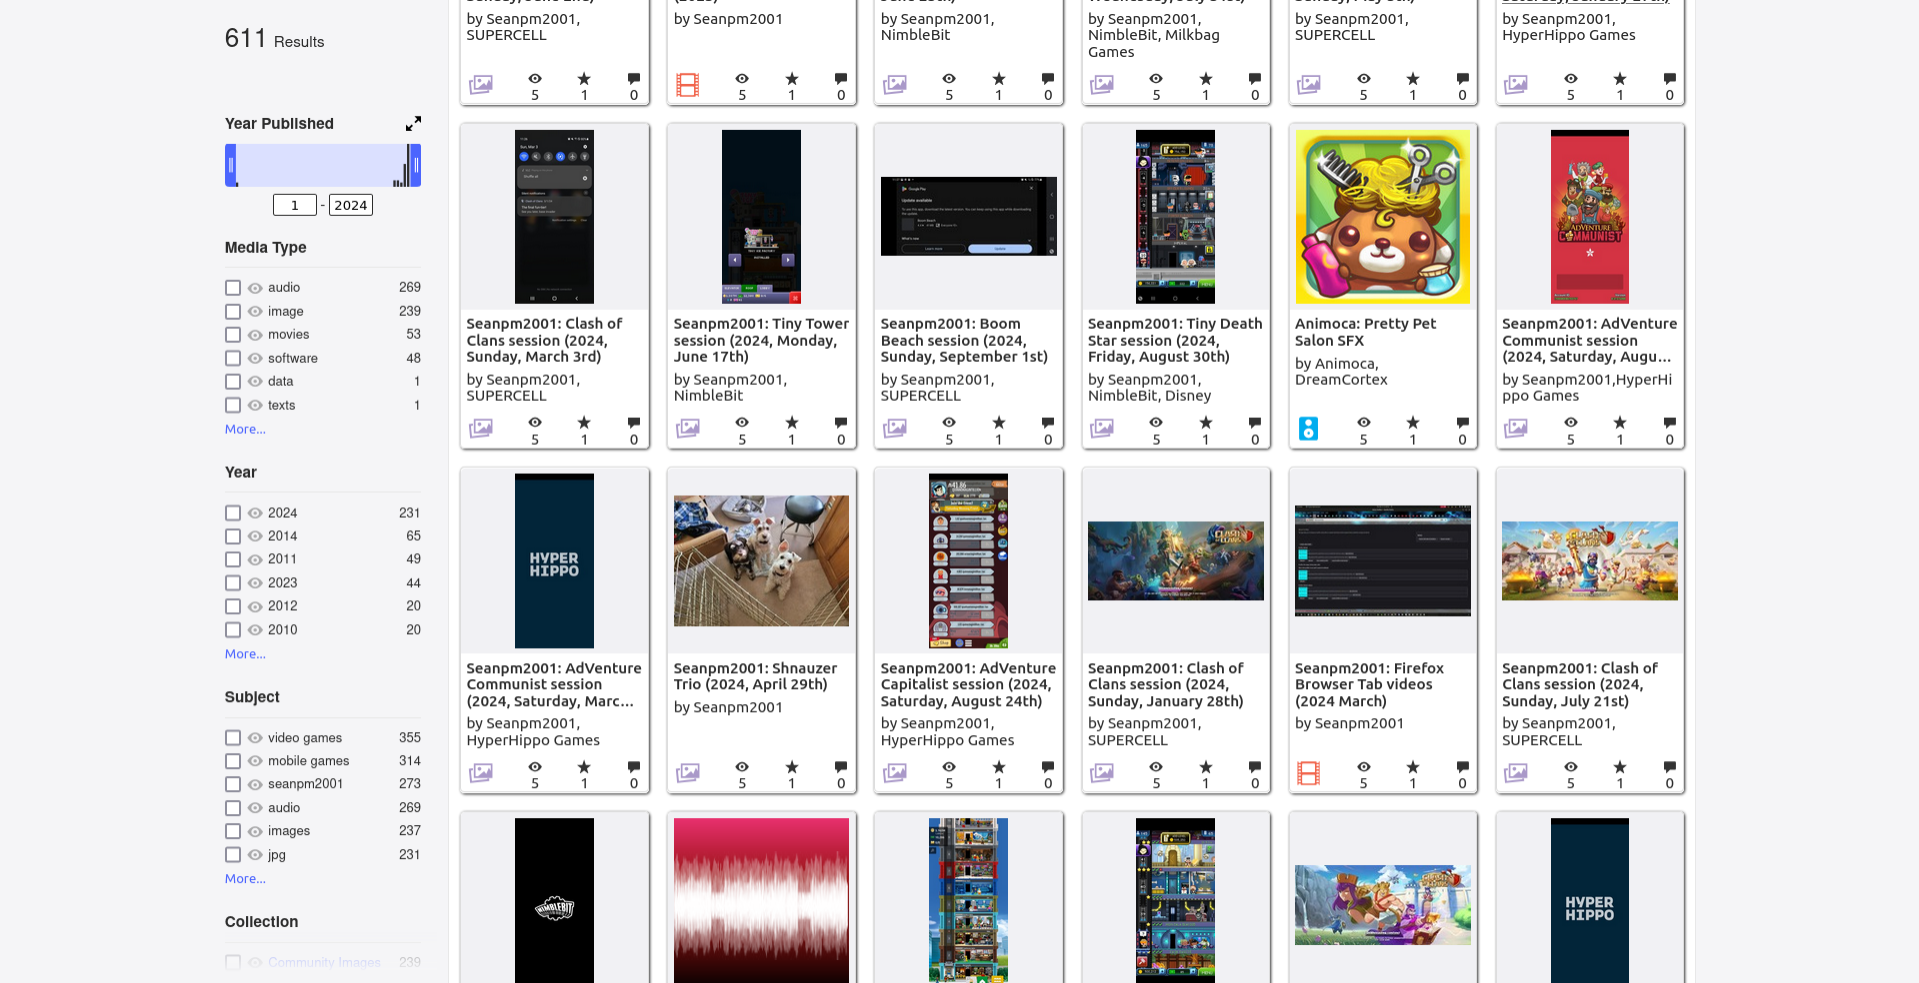 611 Results
Year Published
1 - 2024
Media Type
audio 269
image 239
movies 53
software 48
data 1
texts 1
More...
Year
2024 231
2014 65
2011 49
2023 44
2012 20
2010 20
More...
Subject
video games 355
mobile games 314
seanpm2001 273
audio 269
images 237
jpg 231
More...
Collection
Community Images 239
by Seanpm2001,
SUPERCELL
5 1 0
by Seanpm2001
5 1 0
by Seanpm2001,
NimbleBit
5 1 0
by Seanpm2001,
NimbleBit, Milkbag
Games
5 1 0
by Seanpm2001,
SUPERCELL
5 1 0
by Seanpm2001,
HyperHippo Games
5 1 0
Seanpm2001: Clash of
Clans session (2024,
Sunday, March 3rd)
by Seanpm2001,
SUPERCELL
5 1 0
Seanpm2001: Tiny Tower
session (2024, Monday,
June 17th)
by Seanpm2001,
NimbleBit
5 1 0
Google Play
Update available
Seanpm2001: Boom
Beach session (2024,
Sunday, September 1st)
by Seanpm2001,
SUPERCELL
5 1 0
Seanpm2001: Tiny Death
Star session (2024,
Friday, August 30th)
by Seanpm2001,
NimbleBit, Disney
5 1 0
Animoca: Pretty Pet
Salon SFX
by Animoca,
DreamCortex
5 1 0
ADVENTURE
COMMUNIST
Seanpm2001: AdVenture
Communist session
(2024, Saturday, Augu...
by Seanpm2001,HyperHi
ppo Games
5 1 0
HYPER
HIPPO
Seanpm2001: AdVenture
Communist session
(2024, Saturday, Marc...
by Seanpm2001,
HyperHippo Games
5 1 0
Seanpm2001: Shnauzer
Trio (2024, April 29th)
by Seanpm2001
5 1 0
Seanpm2001: AdVenture
Capitalist session (2024,
Saturday, August 24th)
by Seanpm2001,
HyperHippo Games
5 1 0
CLASH OF
CLANS
Seanpm2001: Clash of
Clans session (2024,
Sunday, January 28th)
by Seanpm2001,
SUPERCELL
5 1 0
Seanpm2001: Firefox
Browser Tab videos
(2024 March)
by Seanpm2001
5 1 0
Seanpm2001: Clash of
Clans session (2024,
Sunday, July 21st)
by Seanpm2001,
SUPERCELL
5 1 0
NIMBLEBIT
HYPER
HIPPO